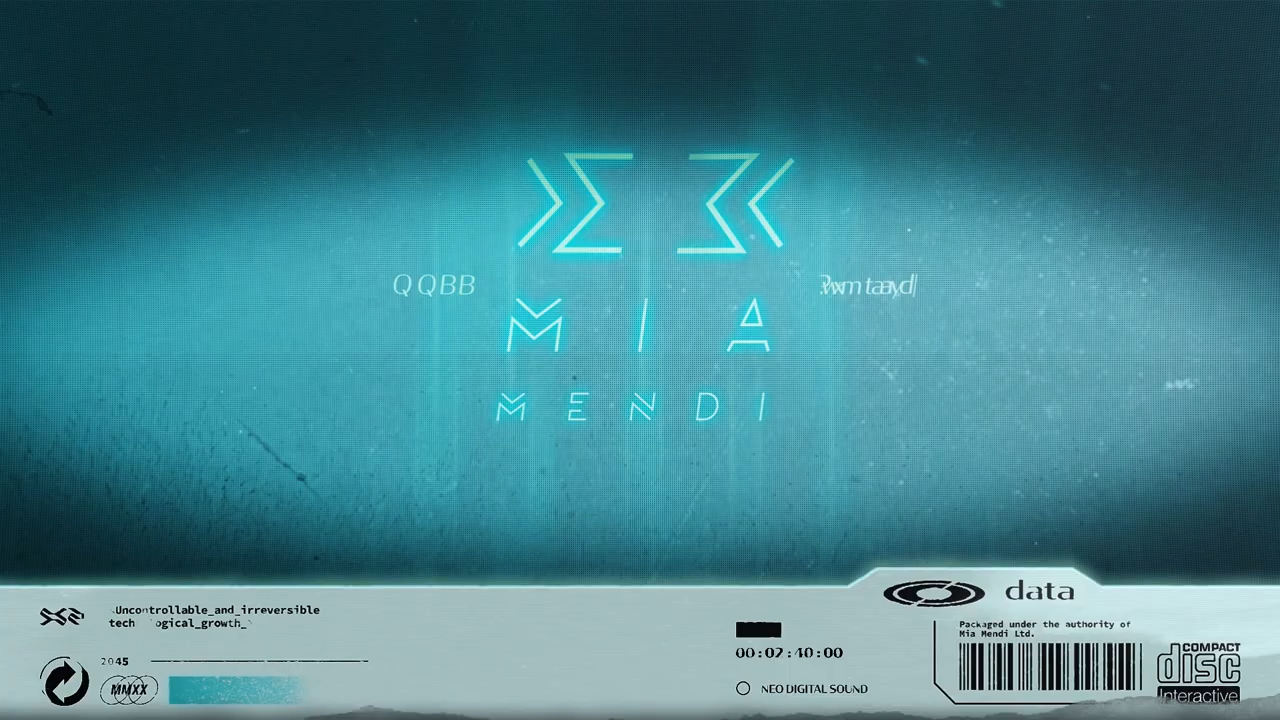 Q QBB
MIA
MENDI
data
Uncontrollable_and_irreversible
tech ogical_growth_
Packaged under the authority of
Mia Mendi Ltd.
00:02:40:00
2045
MMXX
NEO DIGITAL SOUND
COMPACT
disc
Interactive